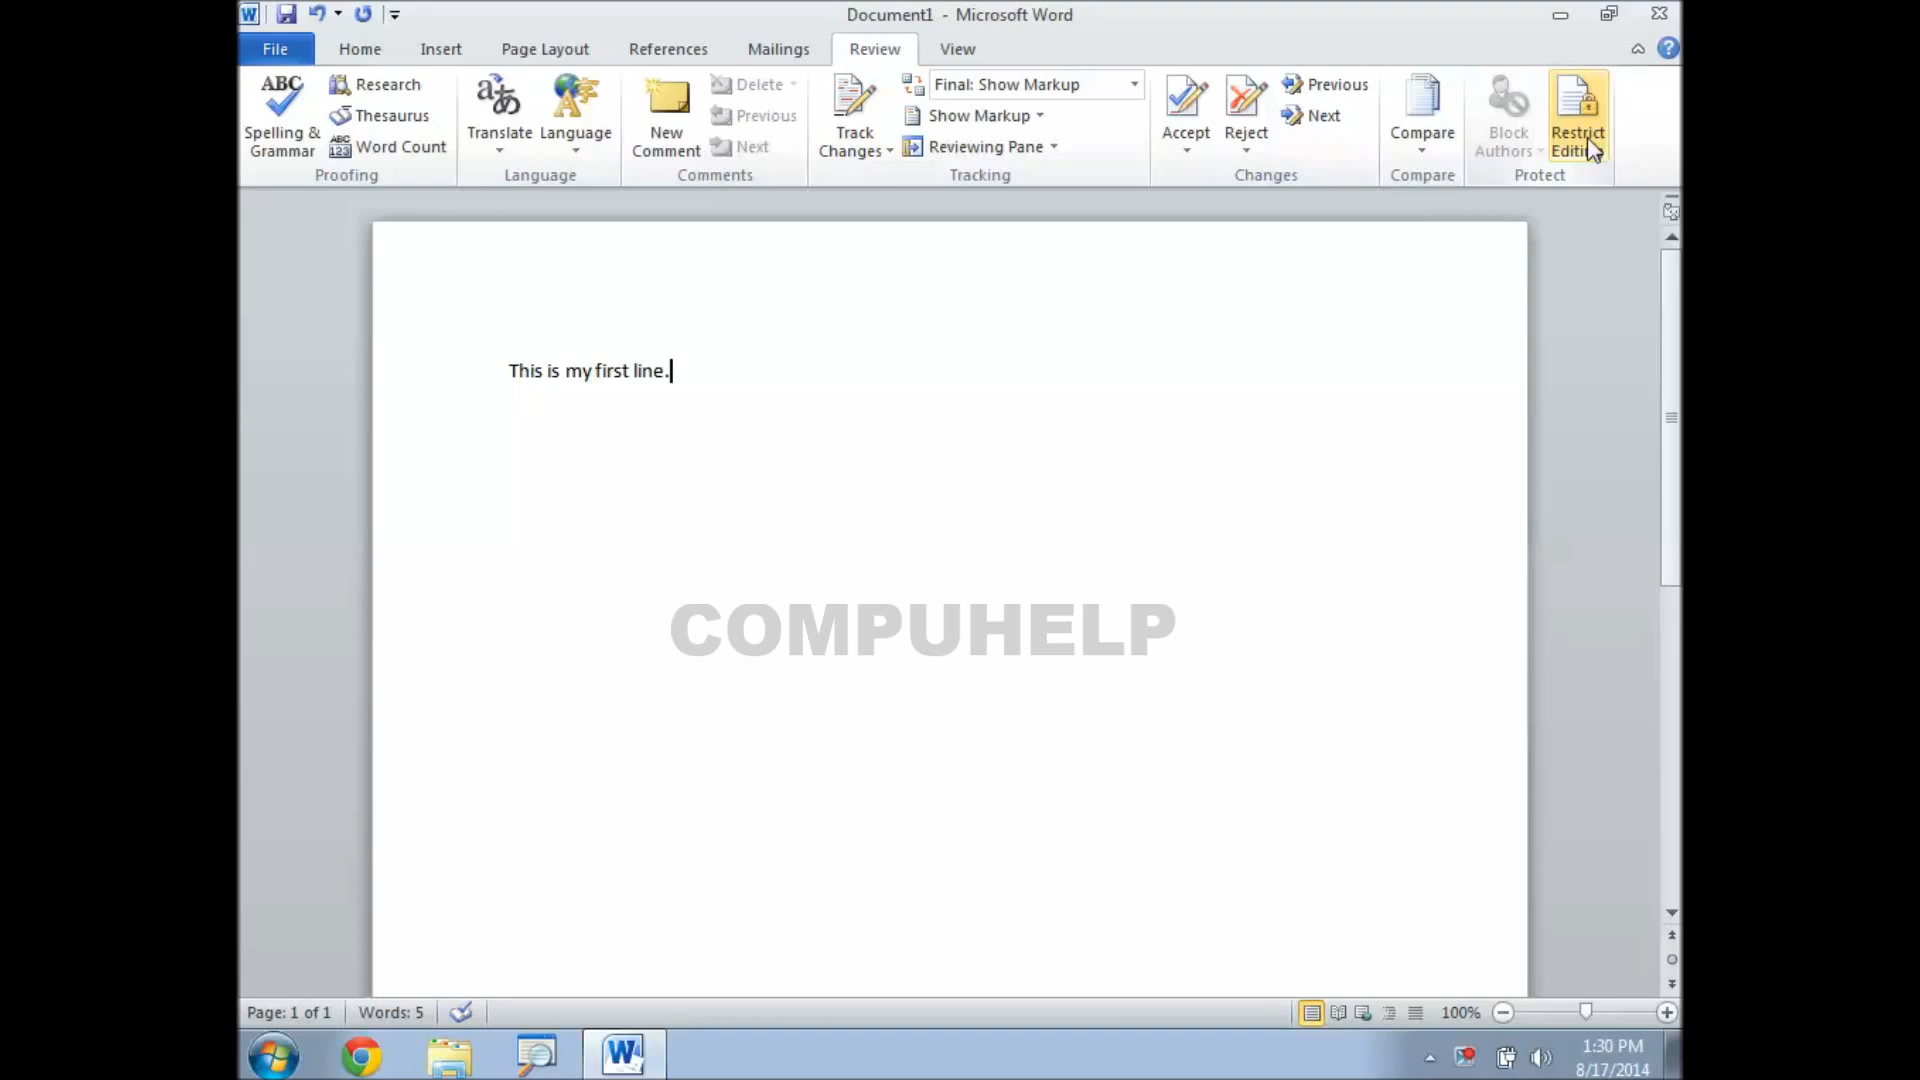 W
Document1 - Microsoft Word
File Home Insert Page Layout References Mailings Review View
ABC
Spelling & Grammar
Research
Thesaurus
ABC 123 Word Count
Proofing
Translate
Language
Language
New Comment
Delete
Previous
Next
Comments
Track Changes
Final: Show Markup
Show Markup
Reviewing Pane
Tracking
Accept
Reject
Previous
Next
Changes
Compare
Compare
Block Authors
Restrict
Protect
This is my first line.
COMPUHELP
Page: 1 of 1 Words: 5 100%
W
1:30 PM
8/17/2014